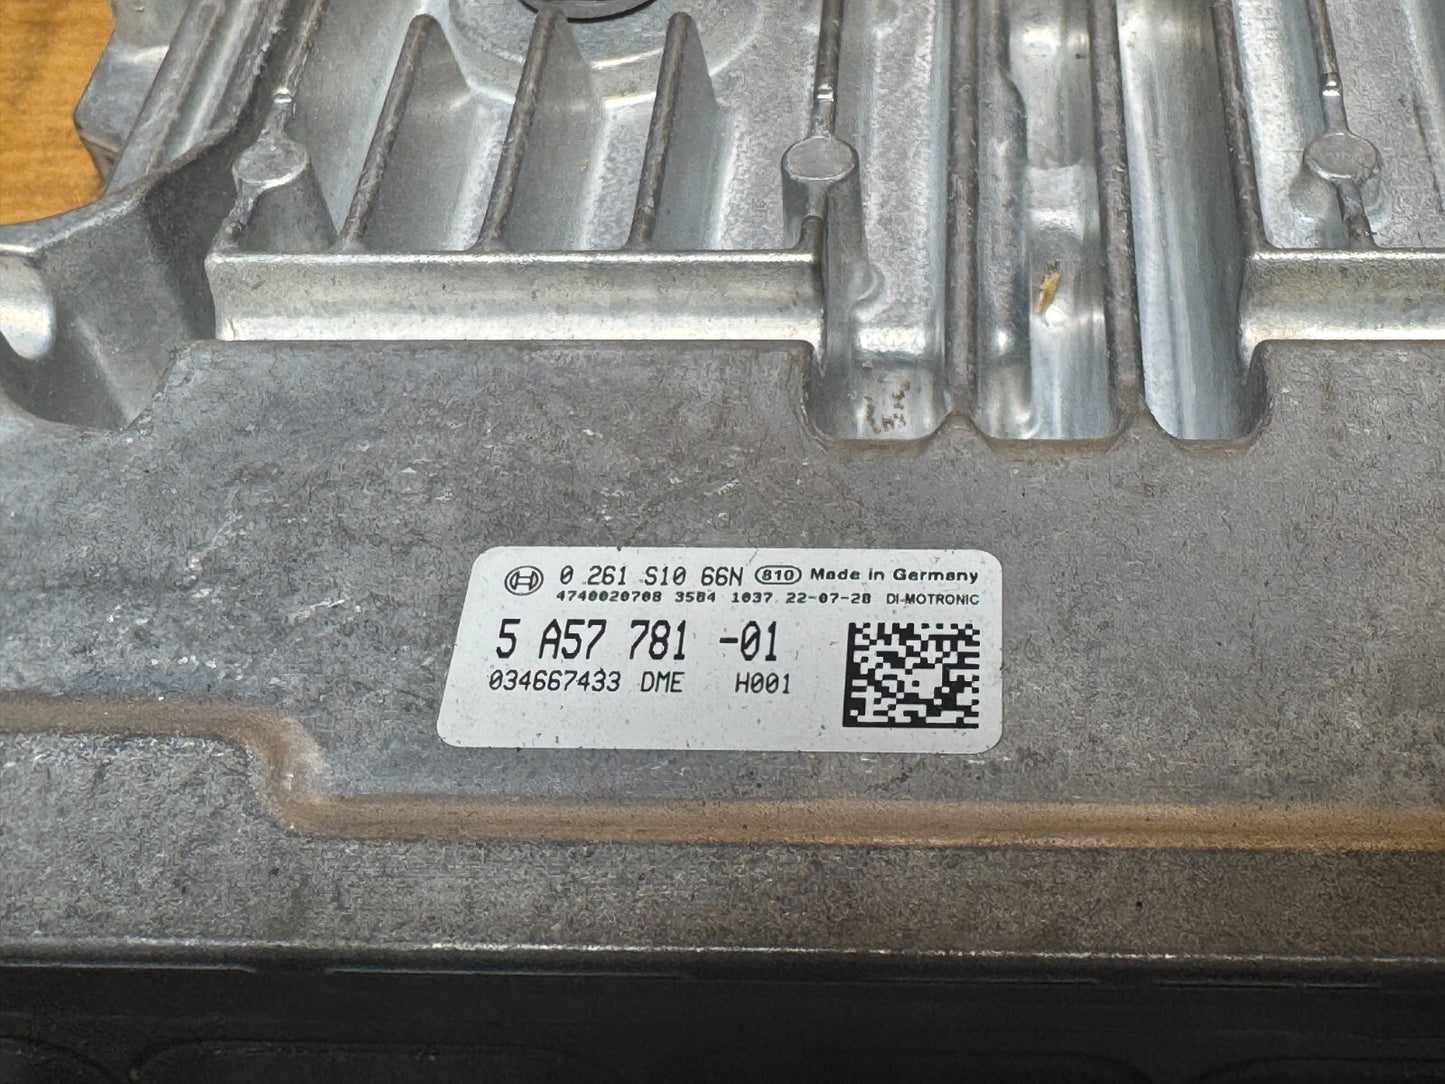 0 261 S10 66N 810 Made in Germany
4740020708 3584 1037 22-07-28 DI-MOTRONIC
5 A57 781 -01
034667433 DME H001